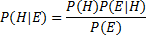 P(H|E) = P(H)P(E|H) / P(E)